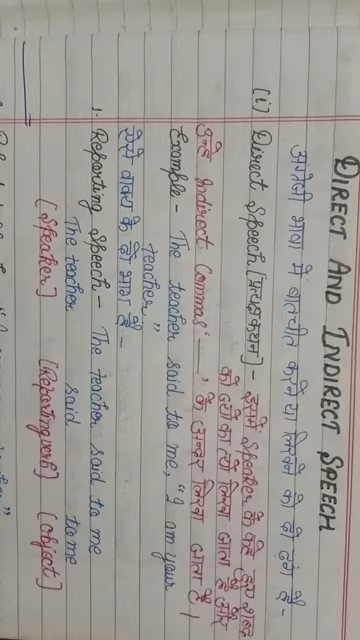 DIRECT AND INDIRECT SPEECH
अंग्रेजी भाषा में बातचीत करने या लिखने को दो ढ़ंग हैं -
(i) Direct Speech [प्रत्यक्ष कथन] - इसमें Speaker के कहे हुए शब्द
को ज्यों का त्यों लिखा जाता है और
उन्हें Indirect Commas ' —— ' के अन्दर लिखा जाता है।
Example - The teacher said to me, "I am your
teacher."
ऐसे वाक्य के दो भाग हैं -
1. Reporting Speech - The teacher said to me
The teacher said to me
[Speaker] [Reporting verb] [object]